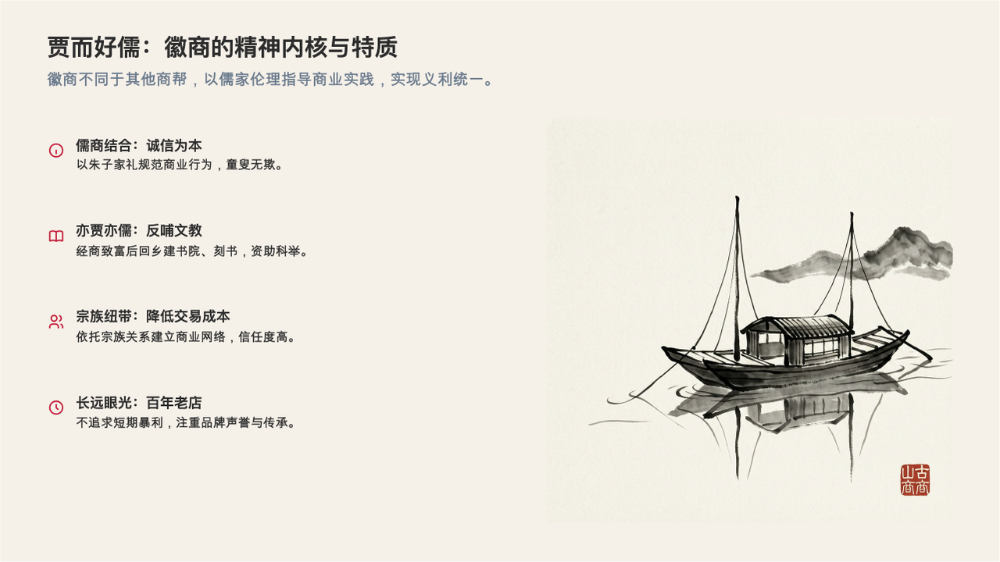 贾而好儒：徽商的精神内核与特质
徽商不同于其他商帮，以儒家伦理指导商业实践，实现义利统一。
儒商结合：诚信为本
以朱子家礼规范商业行为，童叟无欺。
亦贾亦儒：反哺文教
经商致富后回乡建书院、刻书，资助科举。
宗族纽带：降低交易成本
依托宗族关系建立商业网络，信任度高。
长远眼光：百年老店
不追求短期暴利，注重品牌声誉与传承。
古商
山商